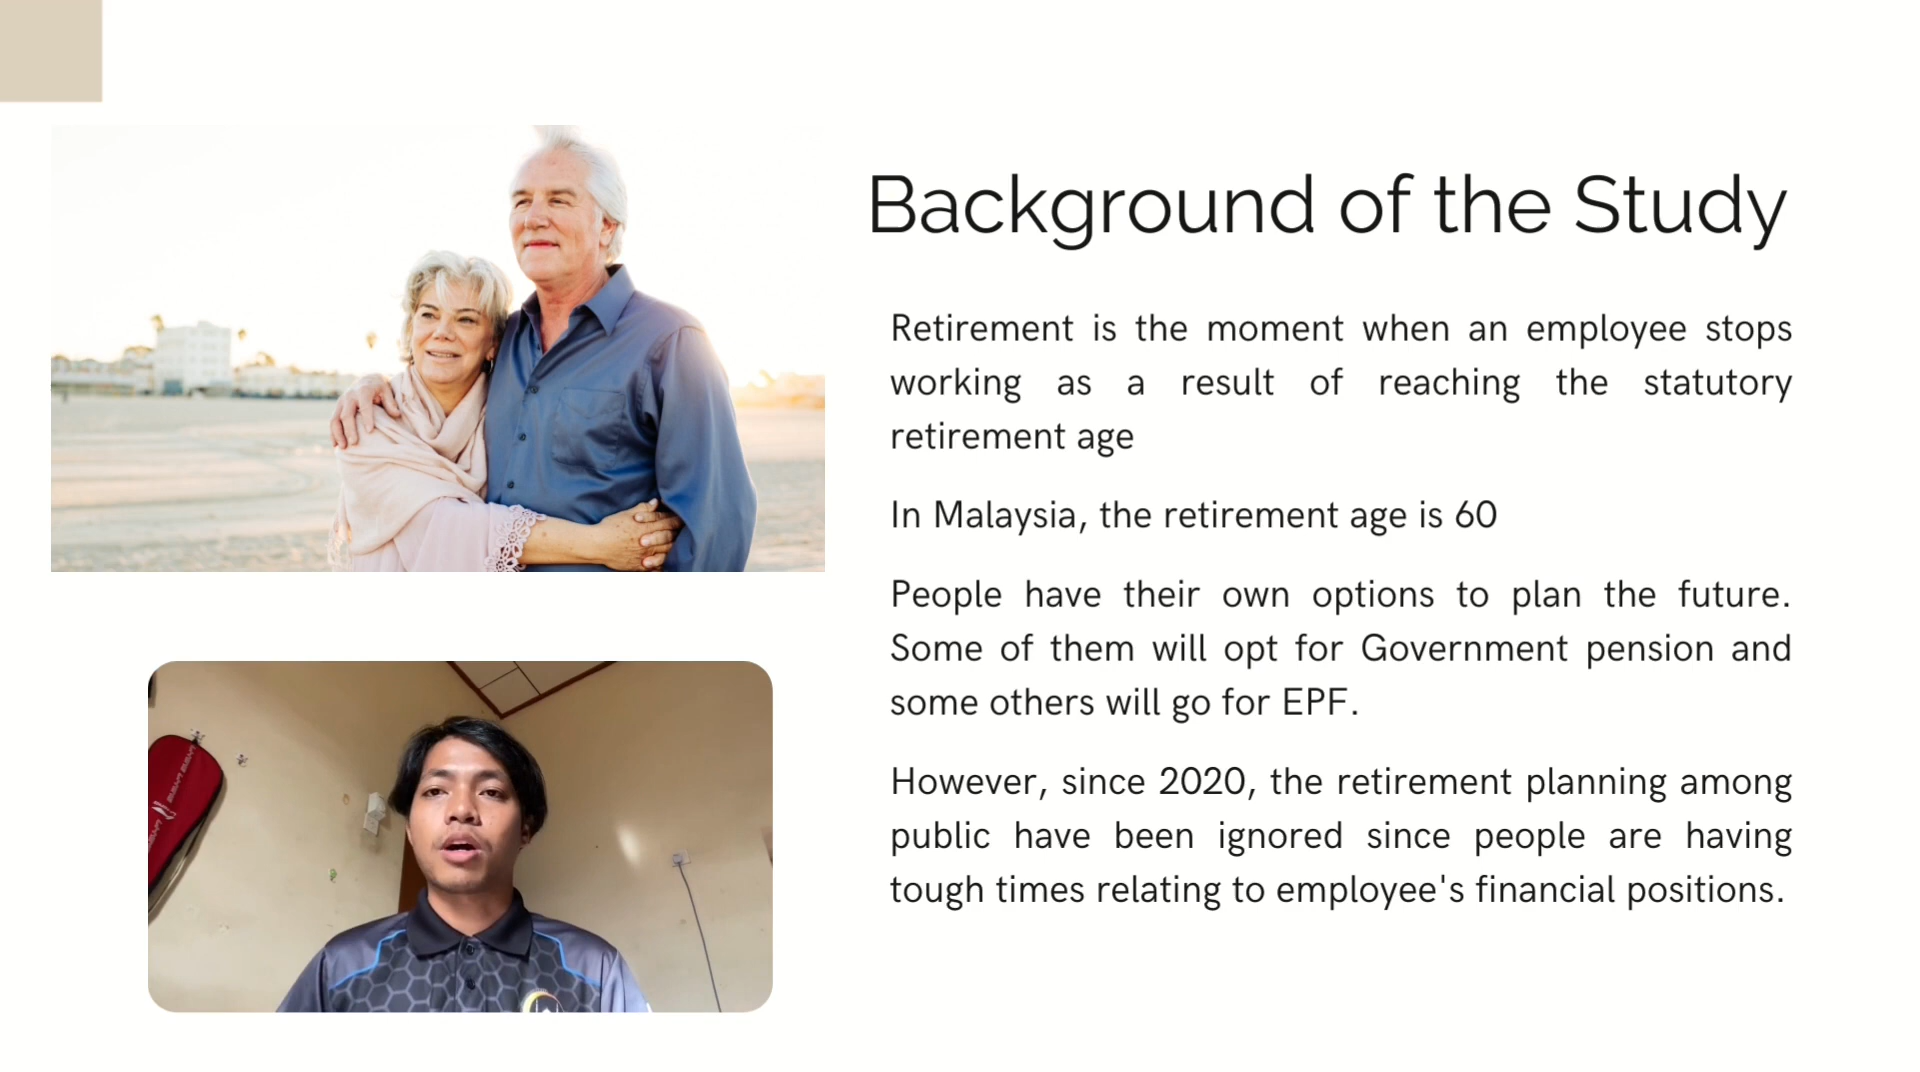 Background of the Study
Retirement is the moment when an employee stops
working as a result of reaching the statutory
retirement age
In Malaysia, the retirement age is 60
People have their own options to plan the future.
Some of them will opt for Government pension and
some others will go for EPF.
However, since 2020, the retirement planning among
public have been ignored since people are having
tough times relating to employee's financial positions.